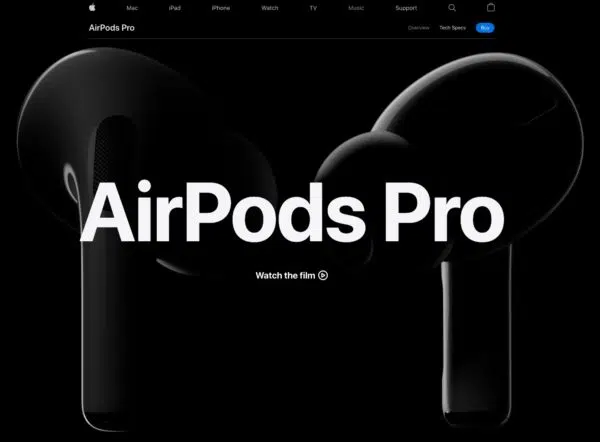 Mac iPad iPhone Watch TV Music Support
AirPods Pro Overview Tech Specs Buy
AirPods Pro
Watch the film